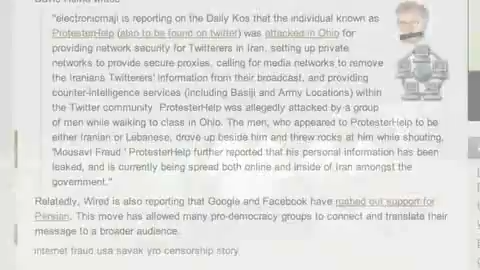 "electronicmaji is reporting on the Daily Kos that the individual known as
ProtesterHelp (also to be found on twitter) was attacked in Ohio for
providing network security for Twitterers in Iran, setting up private
networks to provide secure proxies, calling for media networks to remove
the Iranians Twitterers' information from their broadcast, and providing
counter-intelligence services (including Basiji and Army Locations) within
the Twitter community ProtesterHelp was allegedly attacked by a group
of men while walking to class in Ohio. The men, who appeared to ProtesterHelp to be
either Iranian or Lebanese, drove up beside him and threw rocks at him while shouting,
'Mousavi Fraud ' ProtesterHelp further reported that his personal information has been
leaked, and is currently being spread both online and inside of Iran amongst the
government."
Relatedly, Wired is also reporting that Google and Facebook have rushed out support for
Persian. This move has allowed many pro-democracy groups to connect and translate their
message to a broader audience.
internet fraud usa savak yro censorship story